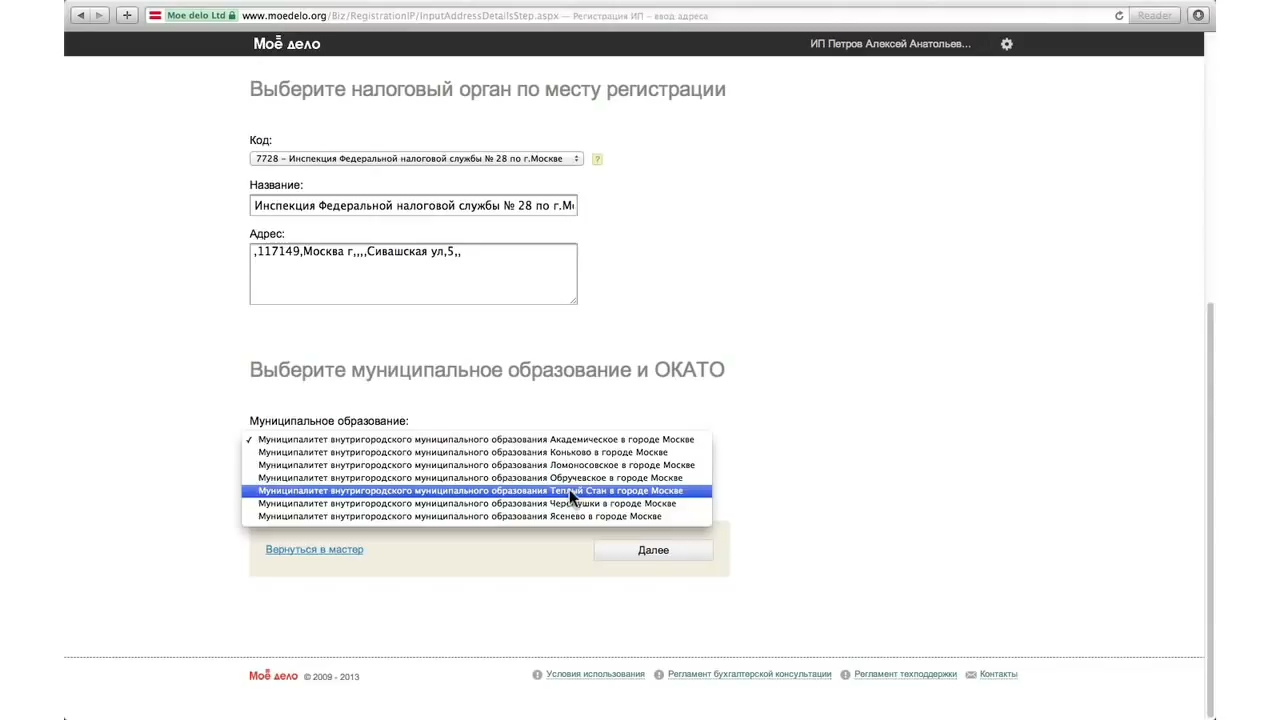 Moe delo Ltd www.moedelo.org/Biz/RegistrationIP/InputAddressDetailsStep.aspx — Регистрация ИП – ввод адреса Reader
Моё дело ИП Петров Алексей Анатольев...
Выберите налоговый орган по месту регистрации
Код:
7728 – Инспекция Федеральной налоговой службы № 28 по г.Москве ?
Название:
Инспекция Федеральной налоговой службы № 28 по г.М
Адрес:
,117149,Москва г,,,,Сивашская ул,5,,
Выберите муниципальное образование и ОКАТО
Муниципальное образование:
✓ Муниципалитет внутригородского муниципального образования Академическое в городе Москве
Муниципалитет внутригородского муниципального образования Коньково в городе Москве
Муниципалитет внутригородского муниципального образования Ломоносовское в городе Москве
Муниципалитет внутригородского муниципального образования Обручевское в городе Москве
Муниципалитет внутригородского муниципального образования Теплый Стан в городе Москве
Муниципалитет внутригородского муниципального образования Черемушки в городе Москве
Муниципалитет внутригородского муниципального образования Ясенево в городе Москве
Вернуться в мастер Далее
Моё дело © 2009 - 2013 Условия использования Регламент бухгалтерской консультации Регламент техподдержки Контакты